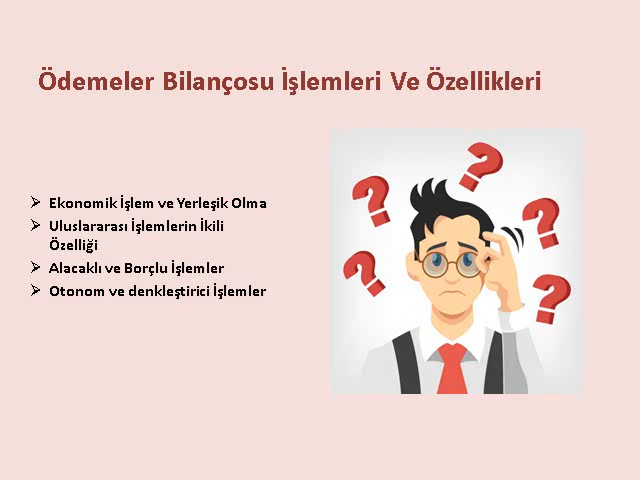 Ödemeler Bilançosu İşlemleri Ve Özellikleri
Ekonomik İşlem ve Yerleşik Olma
Uluslararası İşlemlerin İkili
Özelliği
Alacaklı ve Borçlu İşlemler
Otonom ve denkleştirici İşlemler